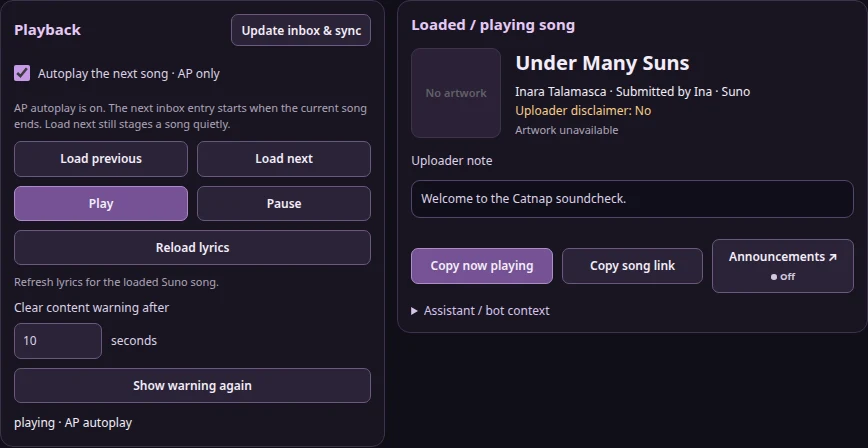 Playback
Update inbox & sync
Autoplay the next song · AP only
AP autoplay is on. The next inbox entry starts when the current song
ends. Load next still stages a song quietly.
Load previous
Load next
Play
Pause
Reload lyrics
Refresh lyrics for the loaded Suno song.
Clear content warning after
10
seconds
Show warning again
playing · AP autoplay
Loaded / playing song
No artwork
Under Many Suns
Inara Talamasca · Submitted by Ina · Suno
Uploader disclaimer: No
Artwork unavailable
Uploader note
Welcome to the Catnap soundcheck.
Copy now playing
Copy song link
Announcements ↗
● Off
▶ Assistant / bot context